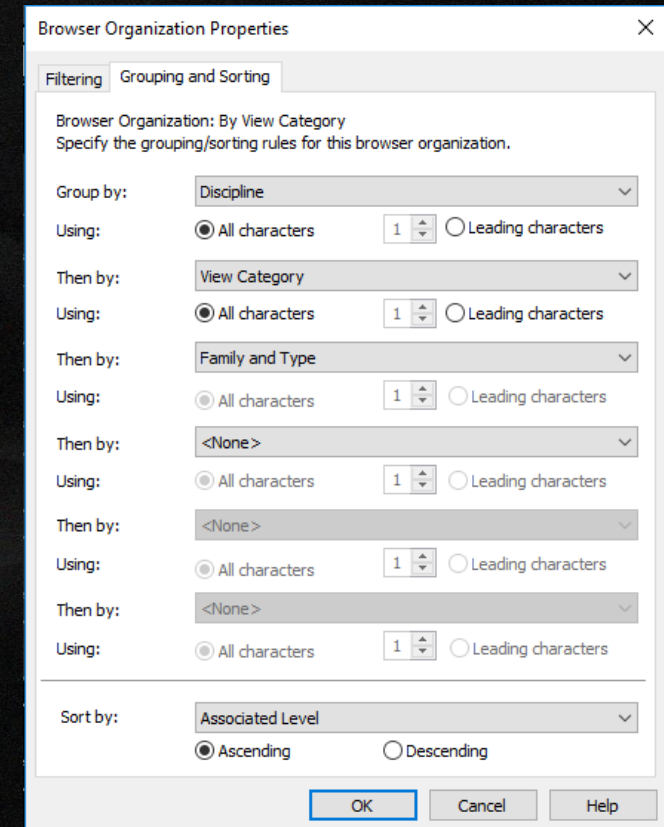 Browser Organization Properties
Filtering Grouping and Sorting
Browser Organization: By View Category
Specify the grouping/sorting rules for this browser organization.
Group by: Discipline
Using: All characters 1 Leading characters
Then by: View Category
Using: All characters 1 Leading characters
Then by: Family and Type
Using: All characters 1 Leading characters
Then by: <None>
Using: All characters 1 Leading characters
Then by: <None>
Using: All characters 1 Leading characters
Then by: <None>
Using: All characters 1 Leading characters
Sort by: Associated Level
Ascending Descending
OK Cancel Help